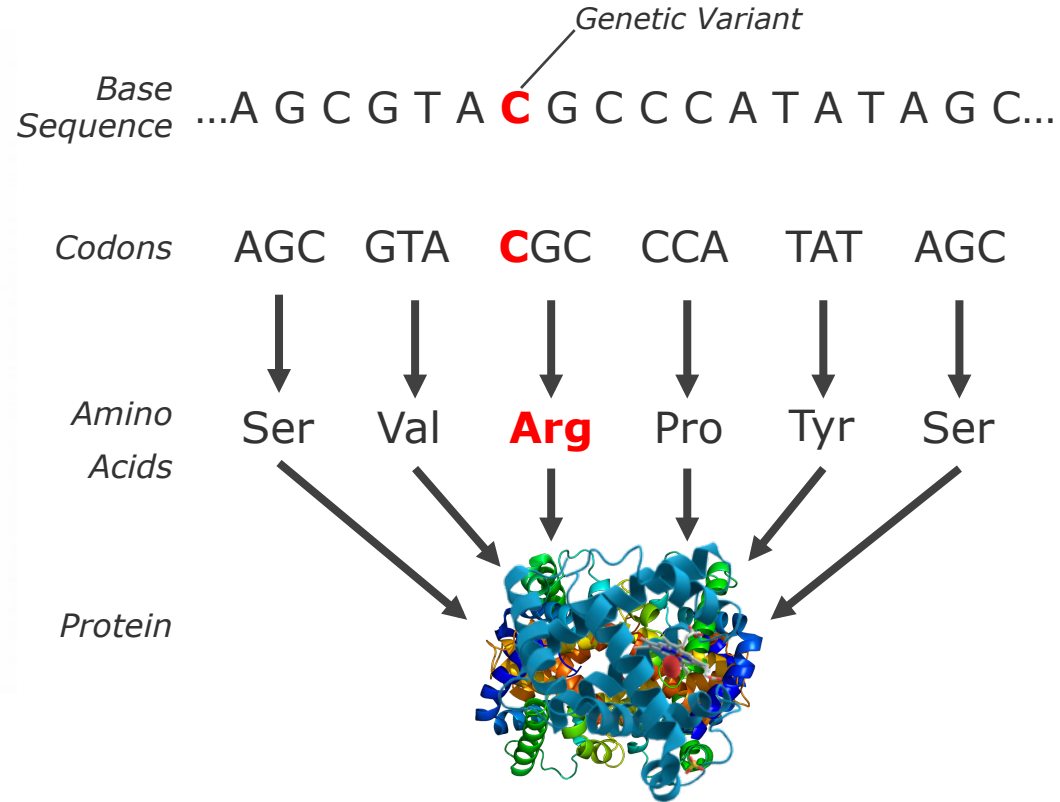 Genetic Variant
Base
Sequence
...A G C G T A C G C C C A T A T A G C...
Codons
AGC GTA CGC CCA TAT AGC
Amino
Acids
Ser Val Arg Pro Tyr Ser
Protein